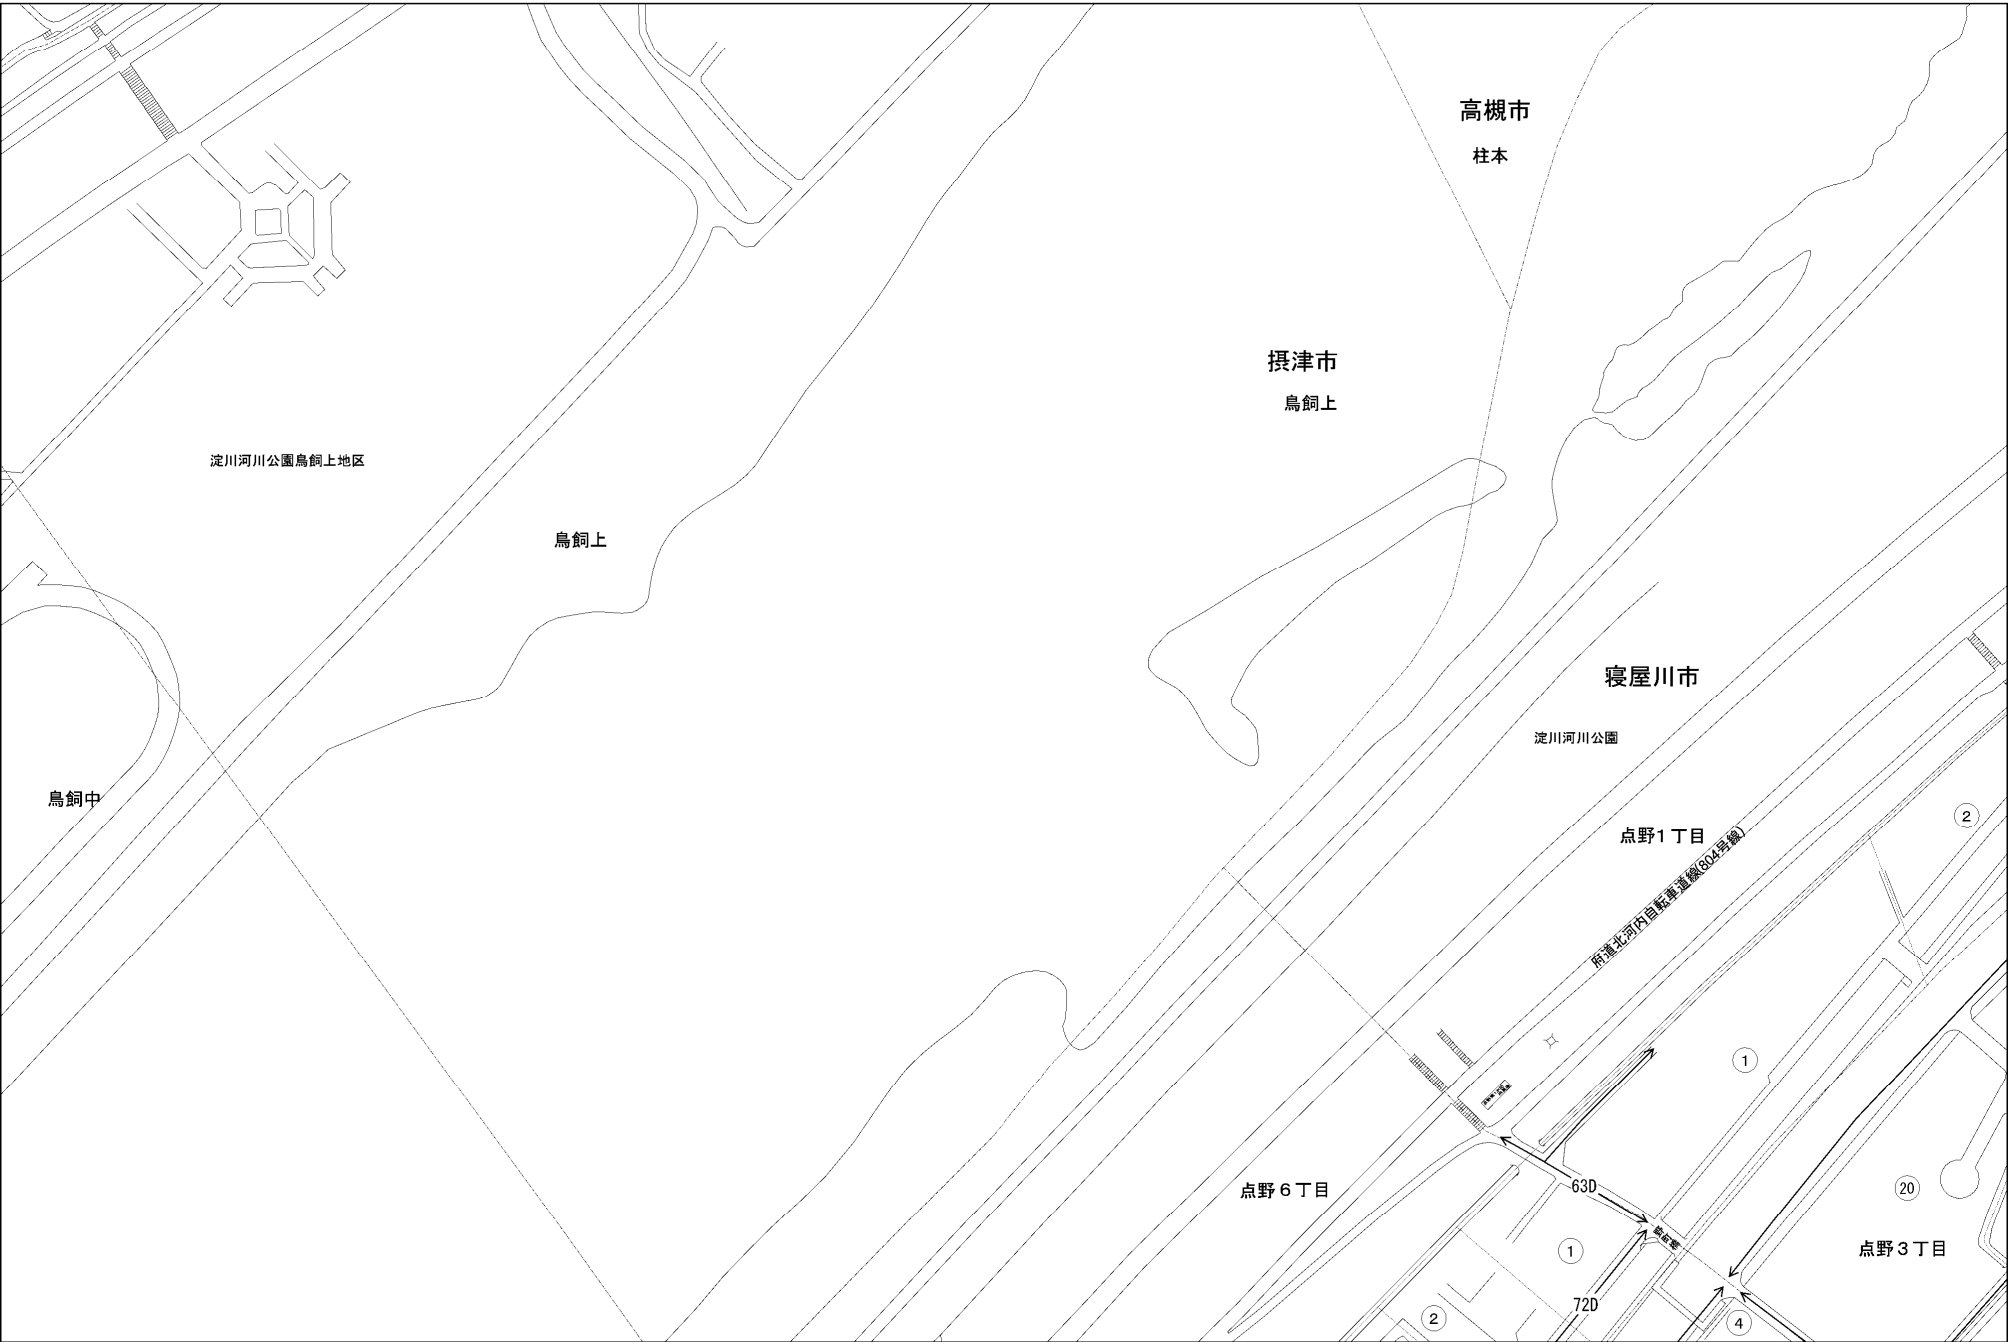 高槻市
柱本
摂津市
鳥飼上
淀川河川公園鳥飼上地区
鳥飼上
寝屋川市
淀川河川公園
鳥飼中
点野1丁目
2
府道北河内自転車道線(804号線)
1
点野6丁目
63D
20
点野3丁目
1
72D
2
4